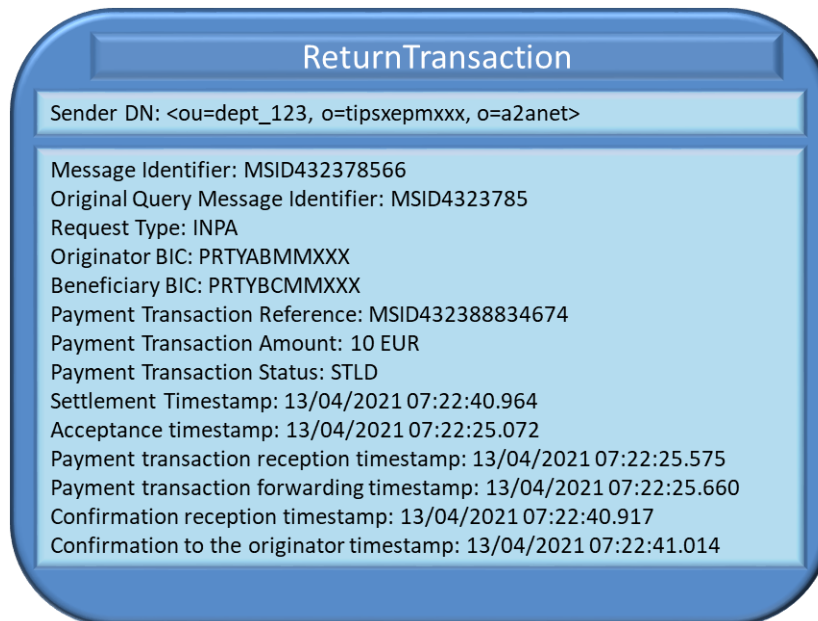 ReturnTransaction
Sender DN: <ou=dept_123, o=tipsxepmxxx, o=a2anet>
Message Identifier: MSID432378566
Original Query Message Identifier: MSID4323785
Request Type: INPA
Originator BIC: PRTYABMMXXX
Beneficiary BIC: PRTYBCMMXXX
Payment Transaction Reference: MSID432388834674
Payment Transaction Amount: 10 EUR
Payment Transaction Status: STLD
Settlement Timestamp: 13/04/2021 07:22:40.964
Acceptance timestamp: 13/04/2021 07:22:25.072
Payment transaction reception timestamp: 13/04/2021 07:22:25.575
Payment transaction forwarding timestamp: 13/04/2021 07:22:25.660
Confirmation reception timestamp: 13/04/2021 07:22:40.917
Confirmation to the originator timestamp: 13/04/2021 07:22:41.014